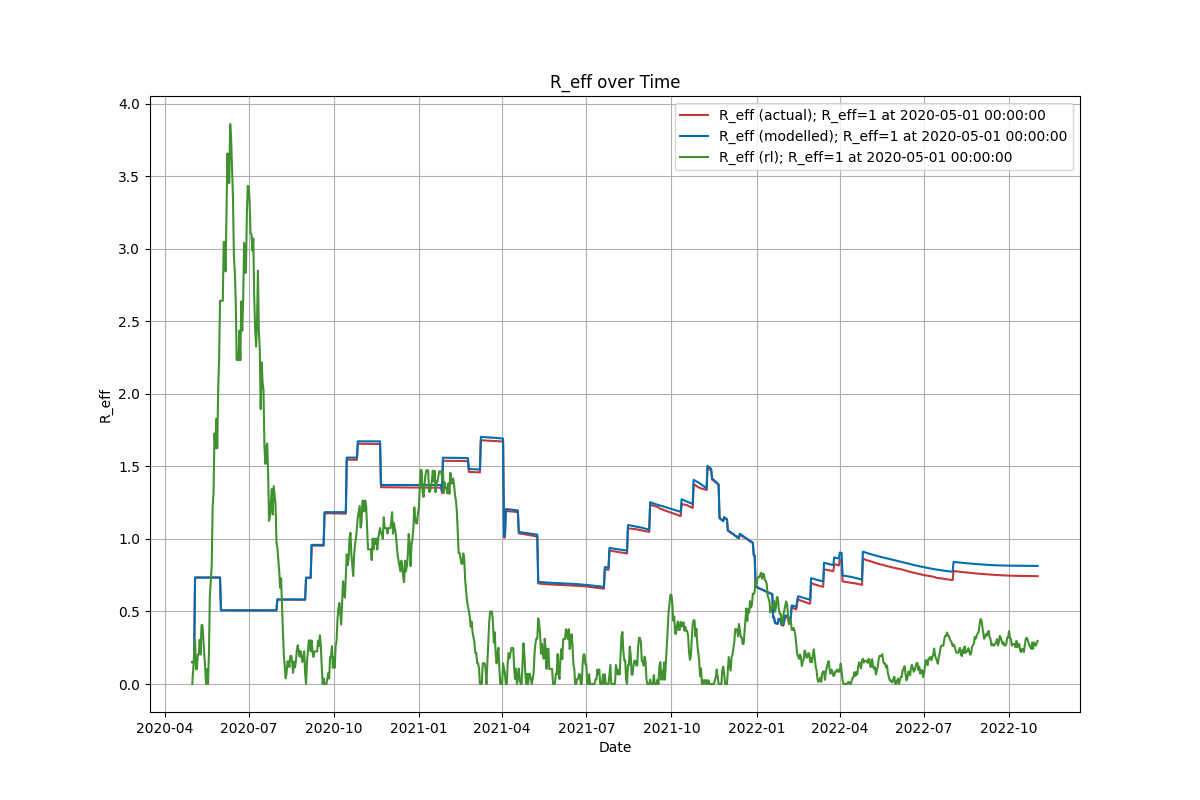 R_eff over Time
R_eff (actual); R_eff=1 at 2020-05-01 00:00:00
R_eff (modelled); R_eff=1 at 2020-05-01 00:00:00
R_eff (rl); R_eff=1 at 2020-05-01 00:00:00
R_eff
4.0
3.5
3.0
2.5
2.0
1.5
1.0
0.5
0.0
2020-04 2020-07 2020-10 2021-01 2021-04 2021-07 2021-10 2022-01 2022-04 2022-07 2022-10
Date